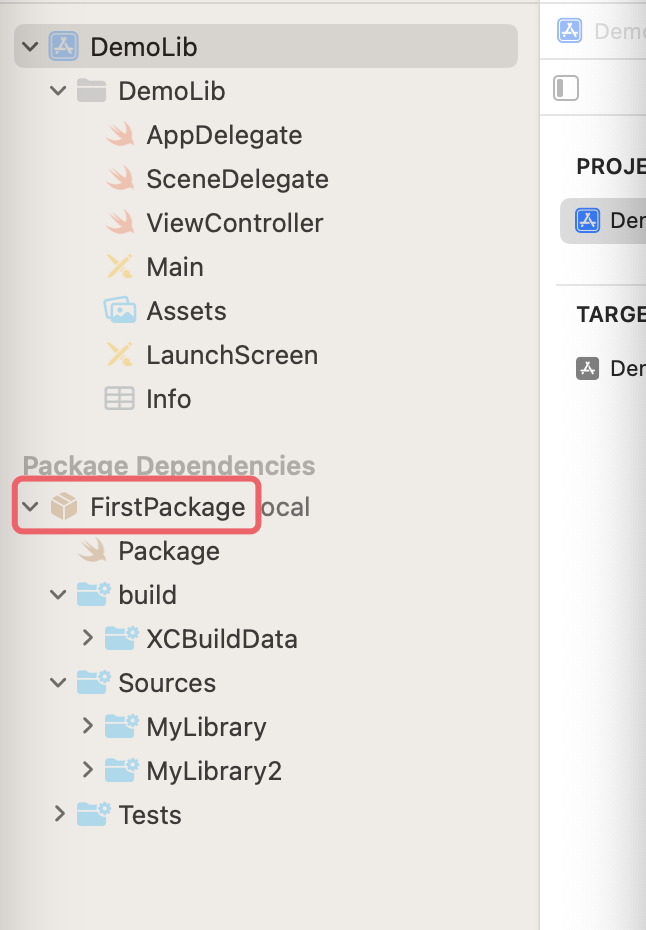 DemoLib
DemoLib
AppDelegate
SceneDelegate
ViewController
Main
Assets
LaunchScreen
Info
Package Dependencies
FirstPackage ocal
Package
build
XCBuildData
Sources
MyLibrary
MyLibrary2
Tests
Demo
PROJE
Der
TARGE
Der